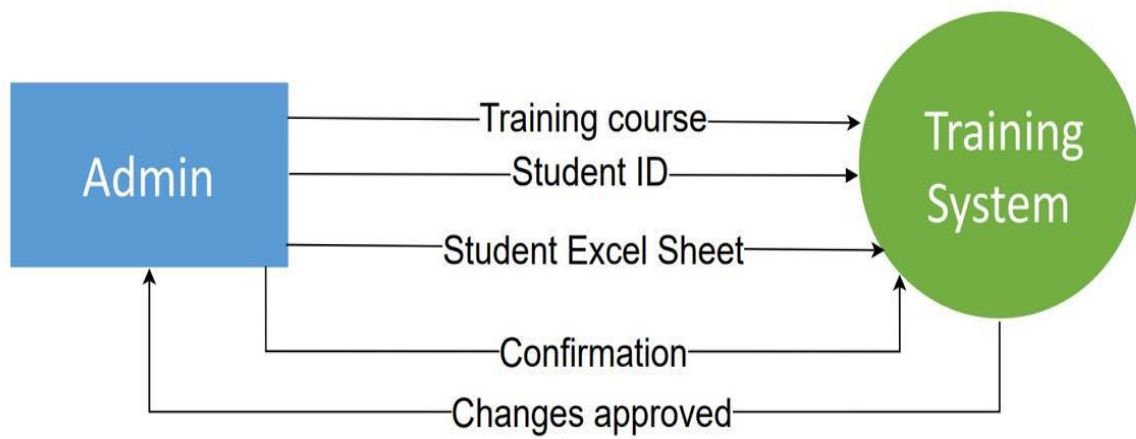 Admin
Training course
Student ID
Student Excel Sheet
Confirmation
Changes approved
Training
System